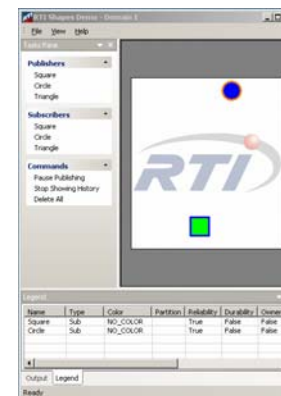 RTI Shapes Demo - Domain 1
File View Help
Tasks Pane
Publishers
Square
Circle
Triangle
Subscribers
Square
Circle
Triangle
Commands
Pause Publishing
Stop Showing History
Delete All
RTI
Legend
Name Type Color Partition Reliability Durability Owner
Square Sub NO_COLOR True False False
Circle Sub NO_COLOR True False False
Output Legend
Ready